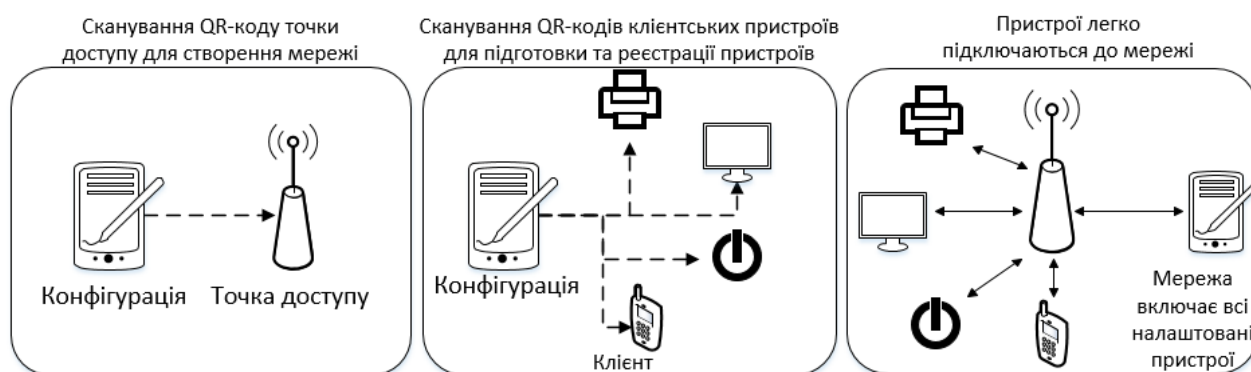 Сканування QR-коду точки
доступу для створення мережі
Конфігурація
Точка доступу
Сканування QR-кодів клієнтських пристроїв
для підготовки та реєстрації пристроїв
Конфігурація
Клієнт
Пристрої легко
підключаються до мережі
Мережа
включає всі
налаштовані
пристрої